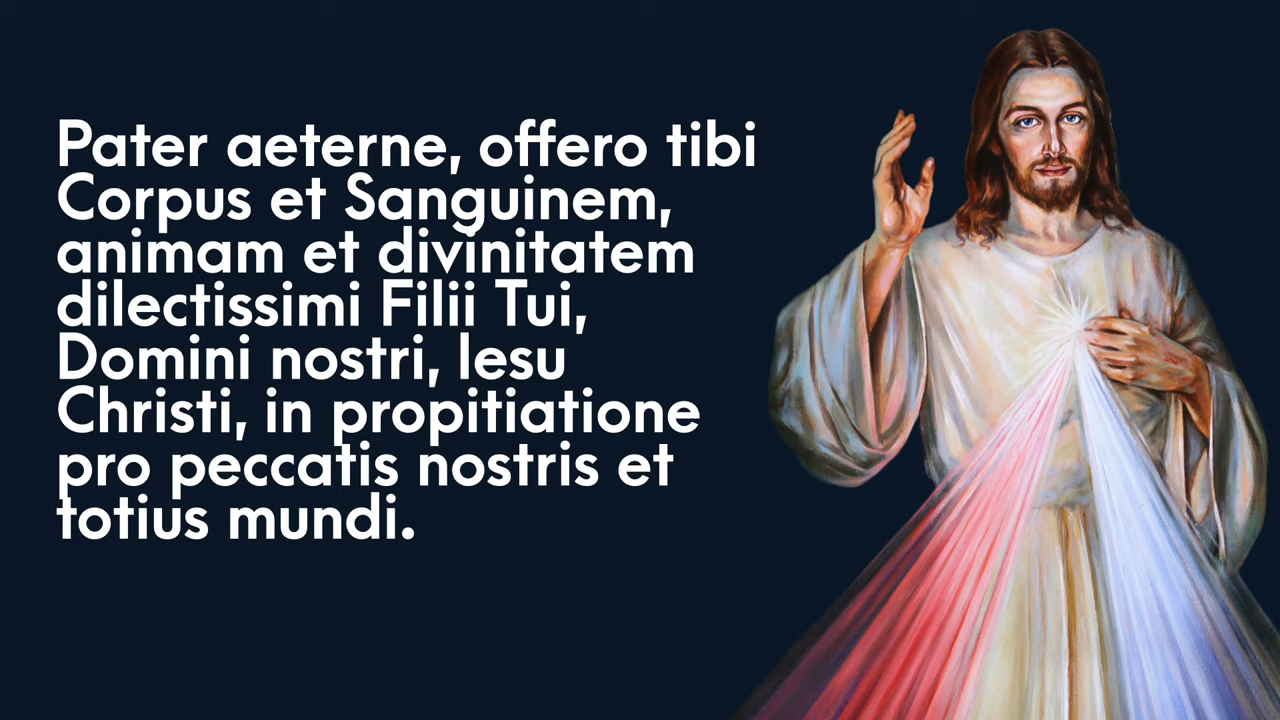 Pater aeterne, offero tibi
Corpus et Sanguinem,
animam et divinitatem
dilectissimi Filii Tui,
Domini nostri, Iesu
Christi, in propitiatione
pro peccatis nostris et
totius mundi.